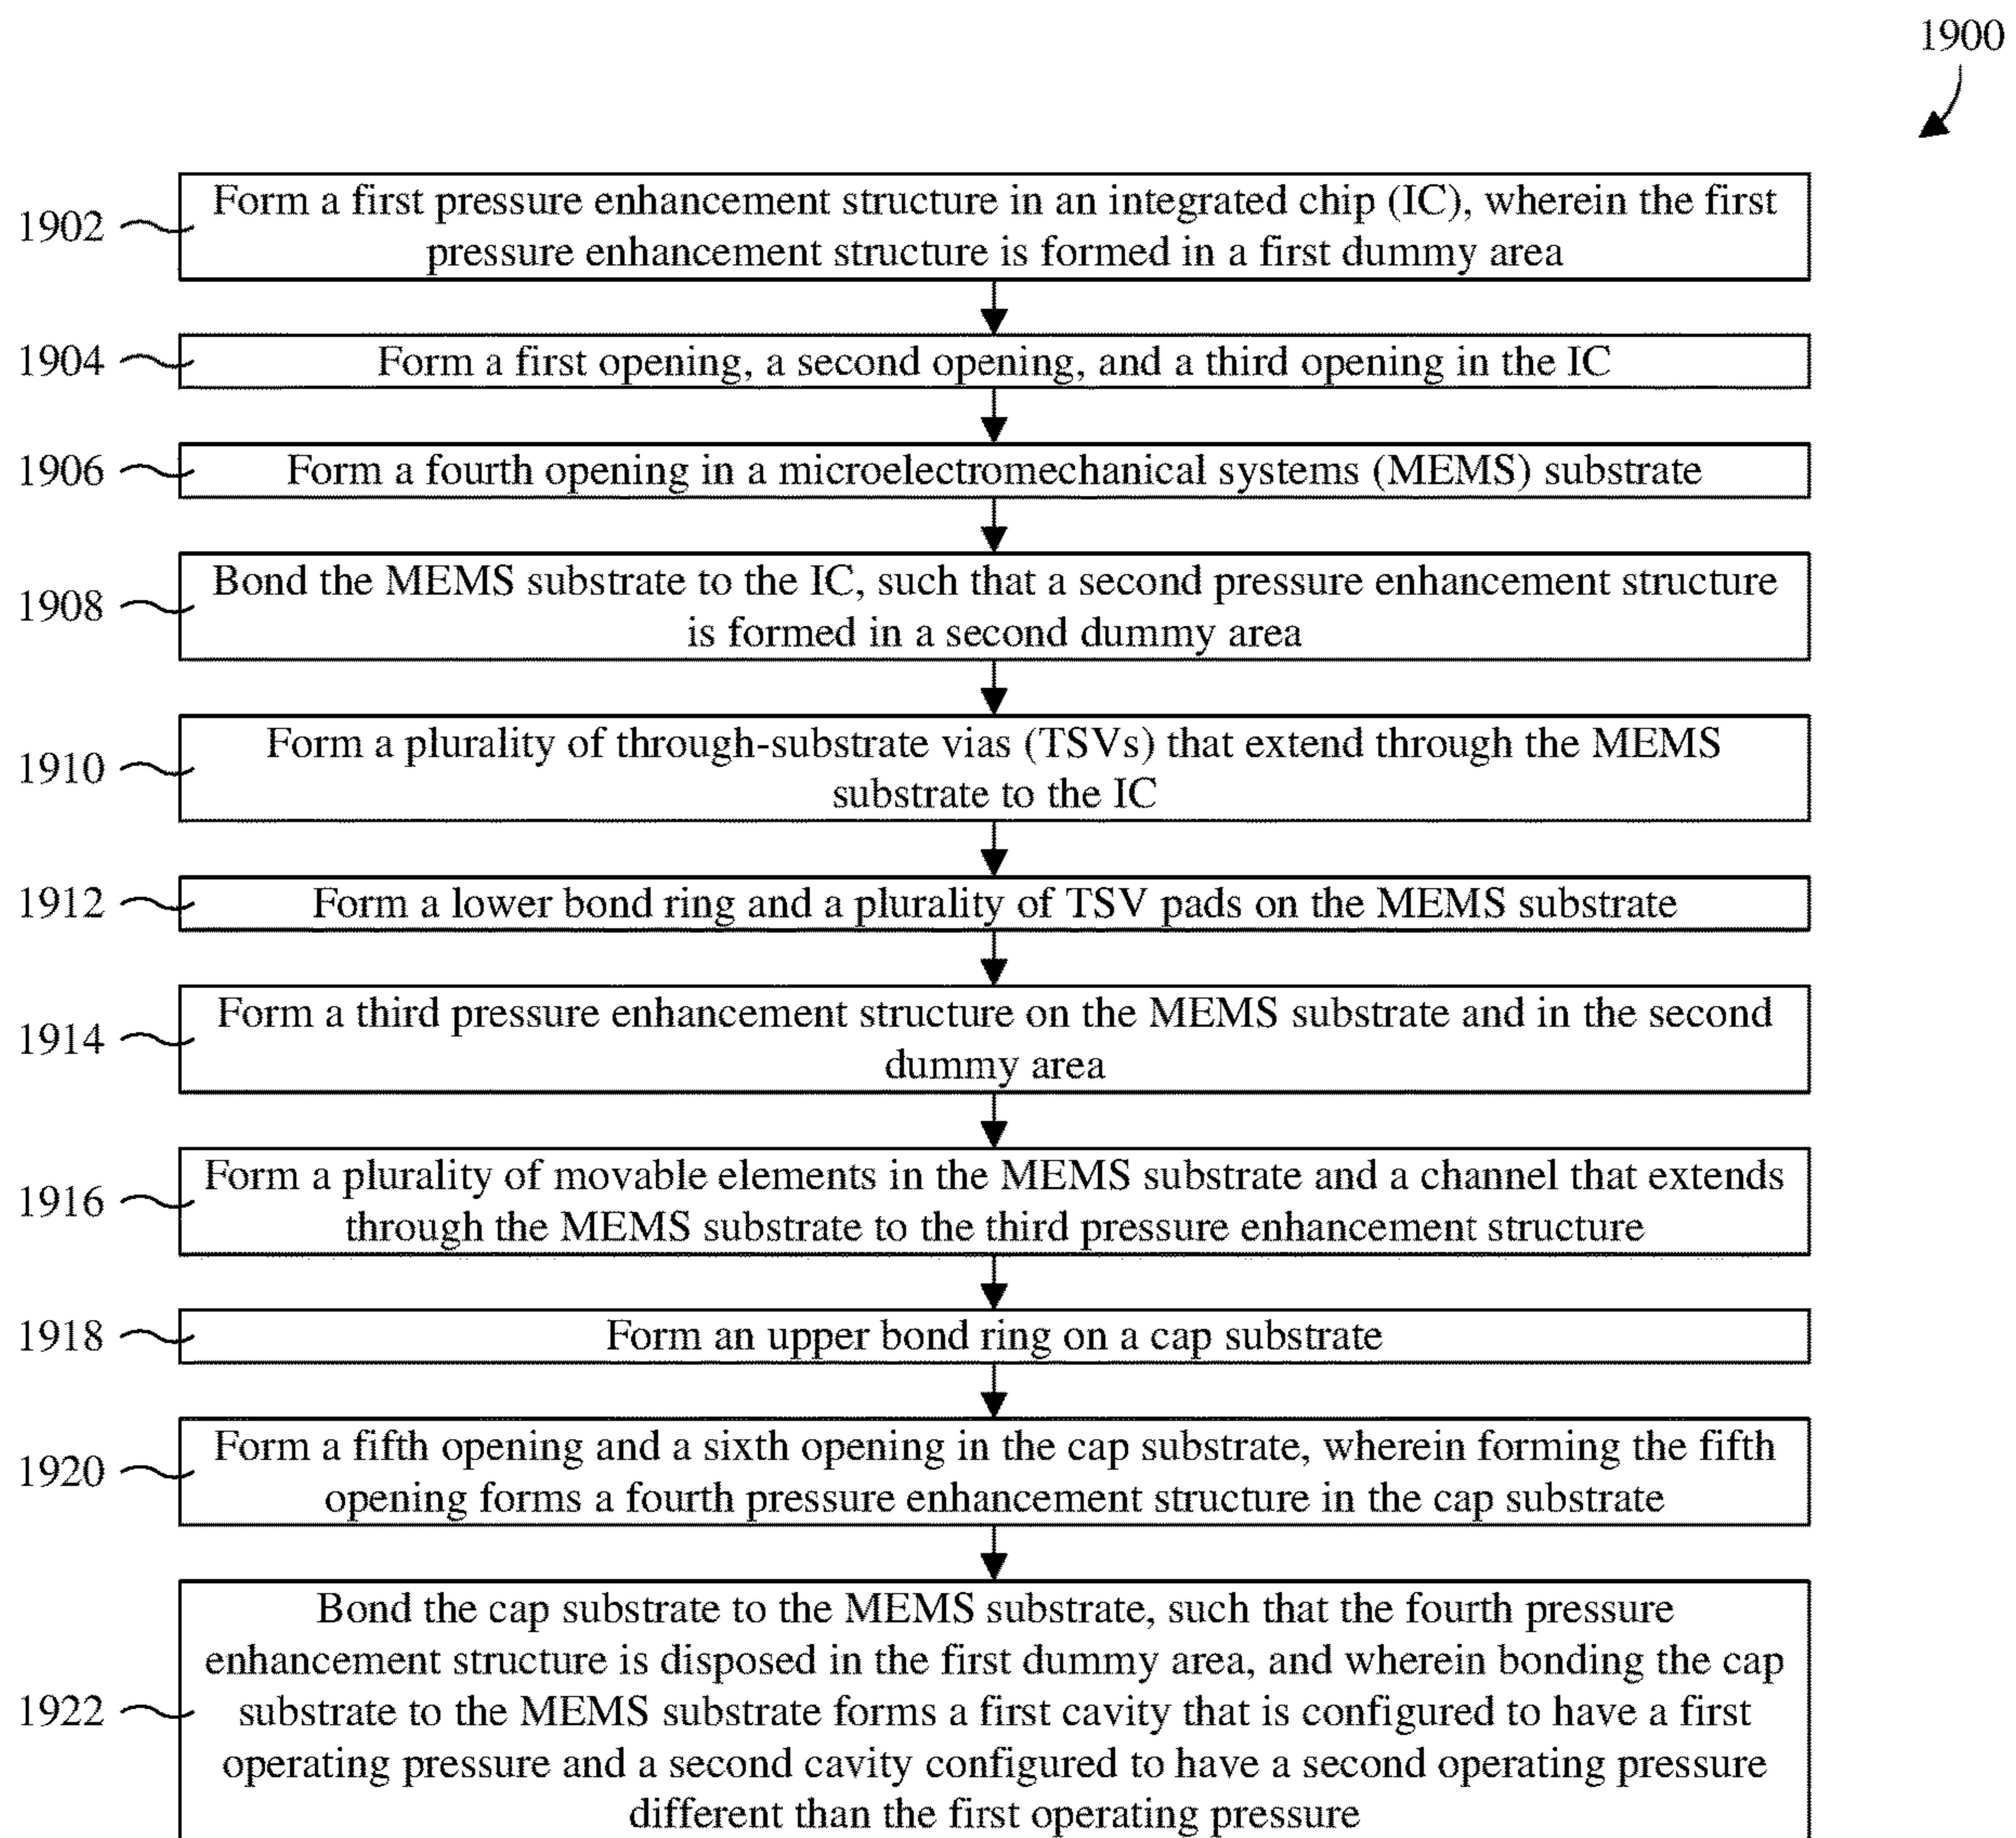 1900
1902
Form a first pressure enhancement structure in an integrated chip (IC), wherein the first
pressure enhancement structure is formed in a first dummy area
1904
Form a first opening, a second opening, and a third opening in the IC
1906
Form a fourth opening in a microelectromechanical systems (MEMS) substrate
1908
Bond the MEMS substrate to the IC, such that a second pressure enhancement structure
is formed in a second dummy area
1910
Form a plurality of through-substrate vias (TSVs) that extend through the MEMS
substrate to the IC
1912
Form a lower bond ring and a plurality of TSV pads on the MEMS substrate
1914
Form a third pressure enhancement structure on the MEMS substrate and in the second
dummy area
1916
Form a plurality of movable elements in the MEMS substrate and a channel that extends
through the MEMS substrate to the third pressure enhancement structure
1918
Form an upper bond ring on a cap substrate
1920
Form a fifth opening and a sixth opening in the cap substrate, wherein forming the fifth
opening forms a fourth pressure enhancement structure in the cap substrate
1922
Bond the cap substrate to the MEMS substrate, such that the fourth pressure
enhancement structure is disposed in the first dummy area, and wherein bonding the cap
substrate to the MEMS substrate forms a first cavity that is configured to have a first
operating pressure and a second cavity configured to have a second operating pressure
different than the first operating pressure